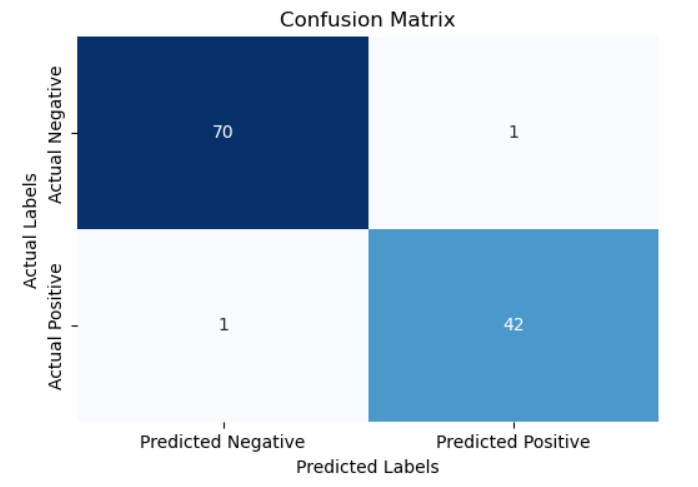 Confusion Matrix
Actual Labels
Actual Negative
70
1
Actual Positive
1
42
Predicted Negative
Predicted Positive
Predicted Labels